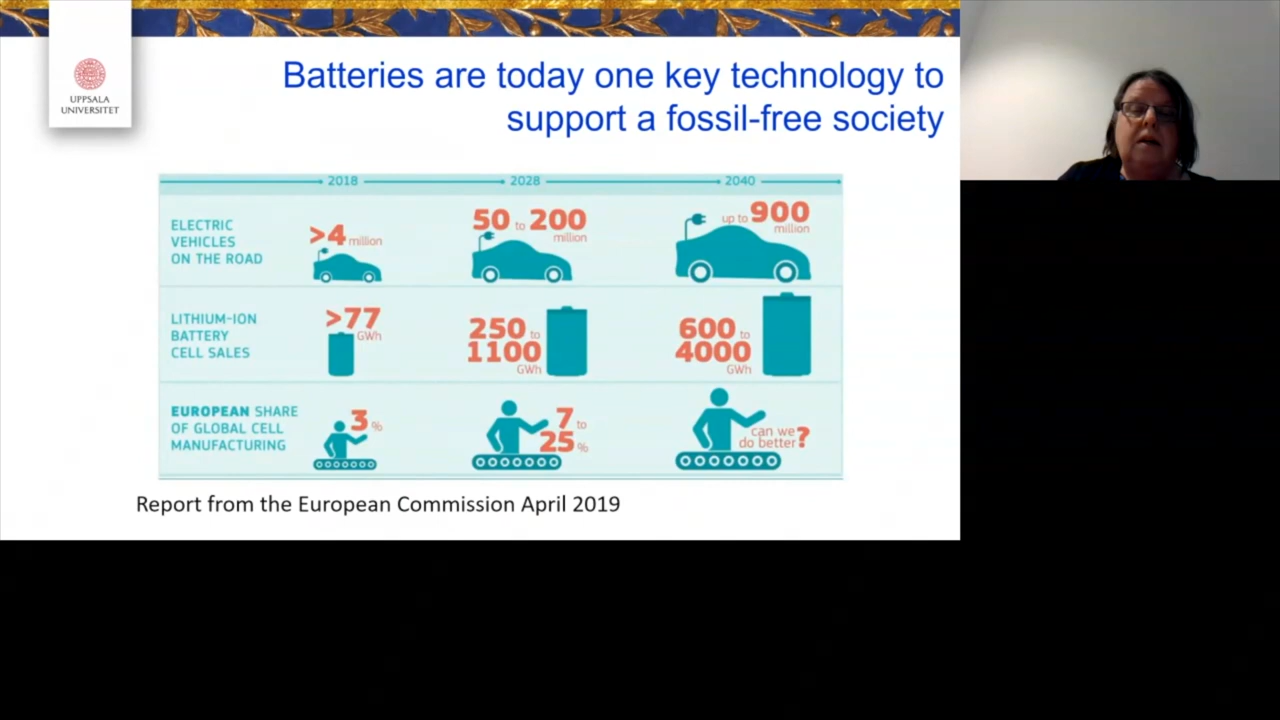 UPPSALA
UNIVERSITET
Batteries are today one key technology to
support a fossil-free society
2018 2028 2040
ELECTRIC
VEHICLES
ON THE ROAD
>4 million
50 to 200
million
up to 900
million
LITHIUM-ION
BATTERY
CELL SALES
>77
GWh
250 to
1100
GWh
600 to
4000
GWh
EUROPEAN SHARE
OF GLOBAL CELL
MANUFACTURING
3 %
7 to
25 %
can we
do better?
Report from the European Commission April 2019